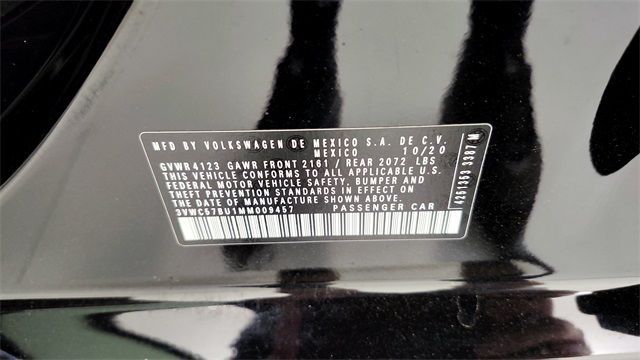 MFD BY VOLKSWAGEN DE MEXICO S.A. DE C.V.
MEXICO 10/20
GVWR 4123 GAWR FRONT 2161 / REAR 2072 LBS
THIS VEHICLE CONFORMS TO ALL APPLICABLE U.S.
FEDERAL MOTOR VEHICLE SAFETY, BUMPER AND
THEFT PREVENTION STANDARDS IN EFFECT ON
THE DATE OF MANUFACTURE SHOWN ABOVE.
3VWC57BU1MM009457 PASSENGER CAR